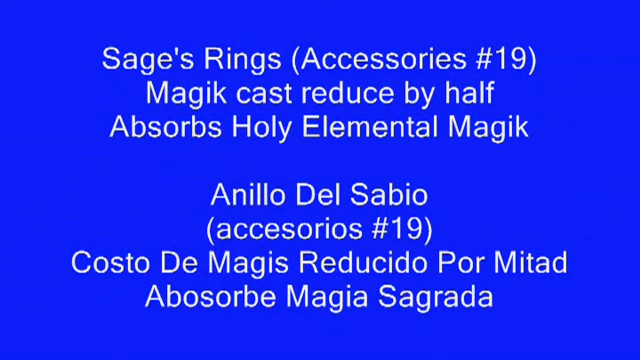 Sage's Rings (Accessories #19)
Magik cast reduce by half
Absorbs Holy Elemental Magik
Anillo Del Sabio
(accesorios #19)
Costo De Magis Reducido Por Mitad
Abosorbe Magia Sagrada